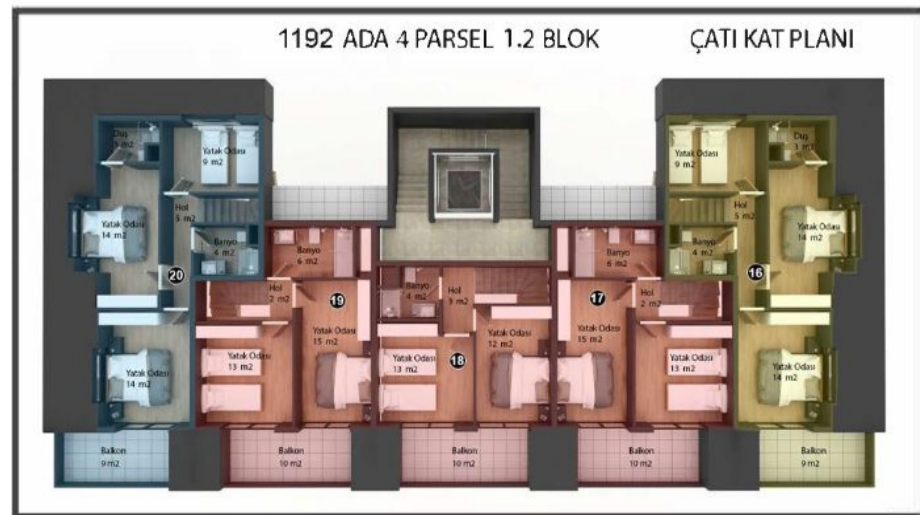 1192 ADA 4 PARSEL 1.2 BLOK
ÇATI KAT PLANI
Duş
3 m2
Yatak Odası
9 m2
Yatak Odası
14 m2
Hol
5 m2
Banyo
4 m2
20
Yatak Odası
14 m2
Balkon
9 m2
Banyo
6 m2
Hol
2 m2
19
Yatak Odası
15 m2
Yatak Odası
13 m2
Balkon
10 m2
Banyo
4 m2
Hol
3 m2
Yatak Odası
12 m2
Yatak Odası
13 m2
18
Balkon
10 m2
Banyo
6 m2
17
Hol
2 m2
Yatak Odası
15 m2
Yatak Odası
13 m2
Balkon
10 m2
Yatak Odası
9 m2
Duş
3 m2
Hol
5 m2
Yatak Odası
14 m2
Banyo
4 m2
16
Yatak Odası
14 m2
Balkon
9 m2